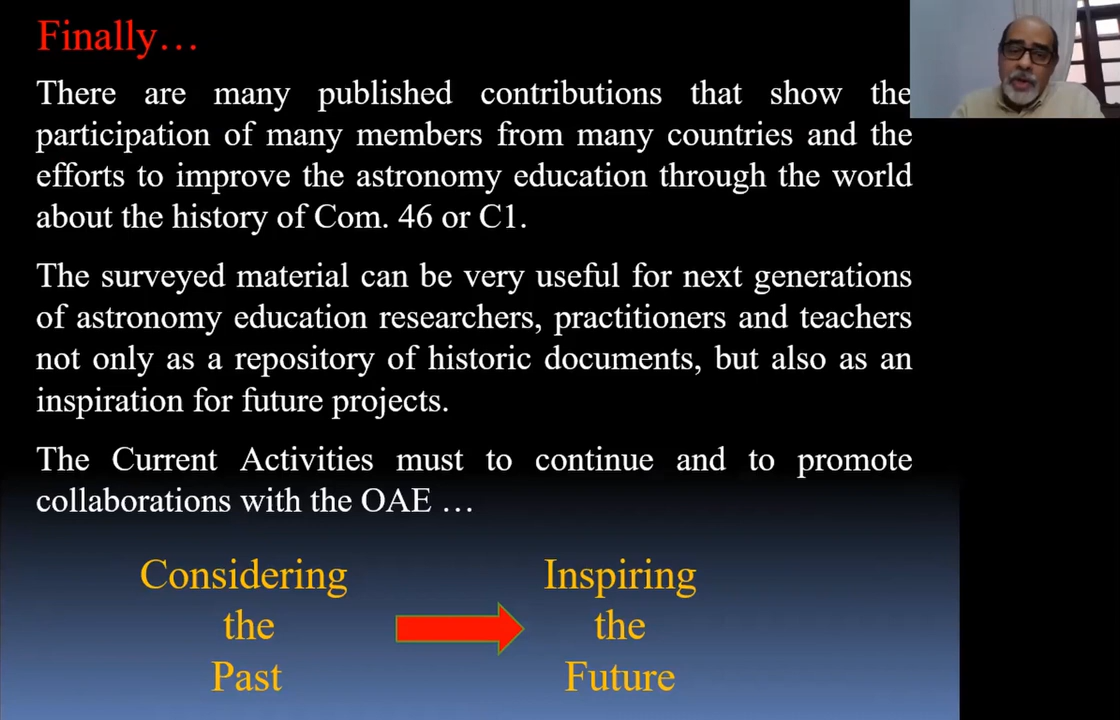 Finally…
There are many published contributions that show the
participation of many members from many countries and the
efforts to improve the astronomy education through the world
about the history of Com. 46 or C1.
The surveyed material can be very useful for next generations
of astronomy education researchers, practitioners and teachers
not only as a repository of historic documents, but also as an
inspiration for future projects.
The Current Activities must to continue and to promote
collaborations with the OAE …
Considering
the
Past
Inspiring
the
Future